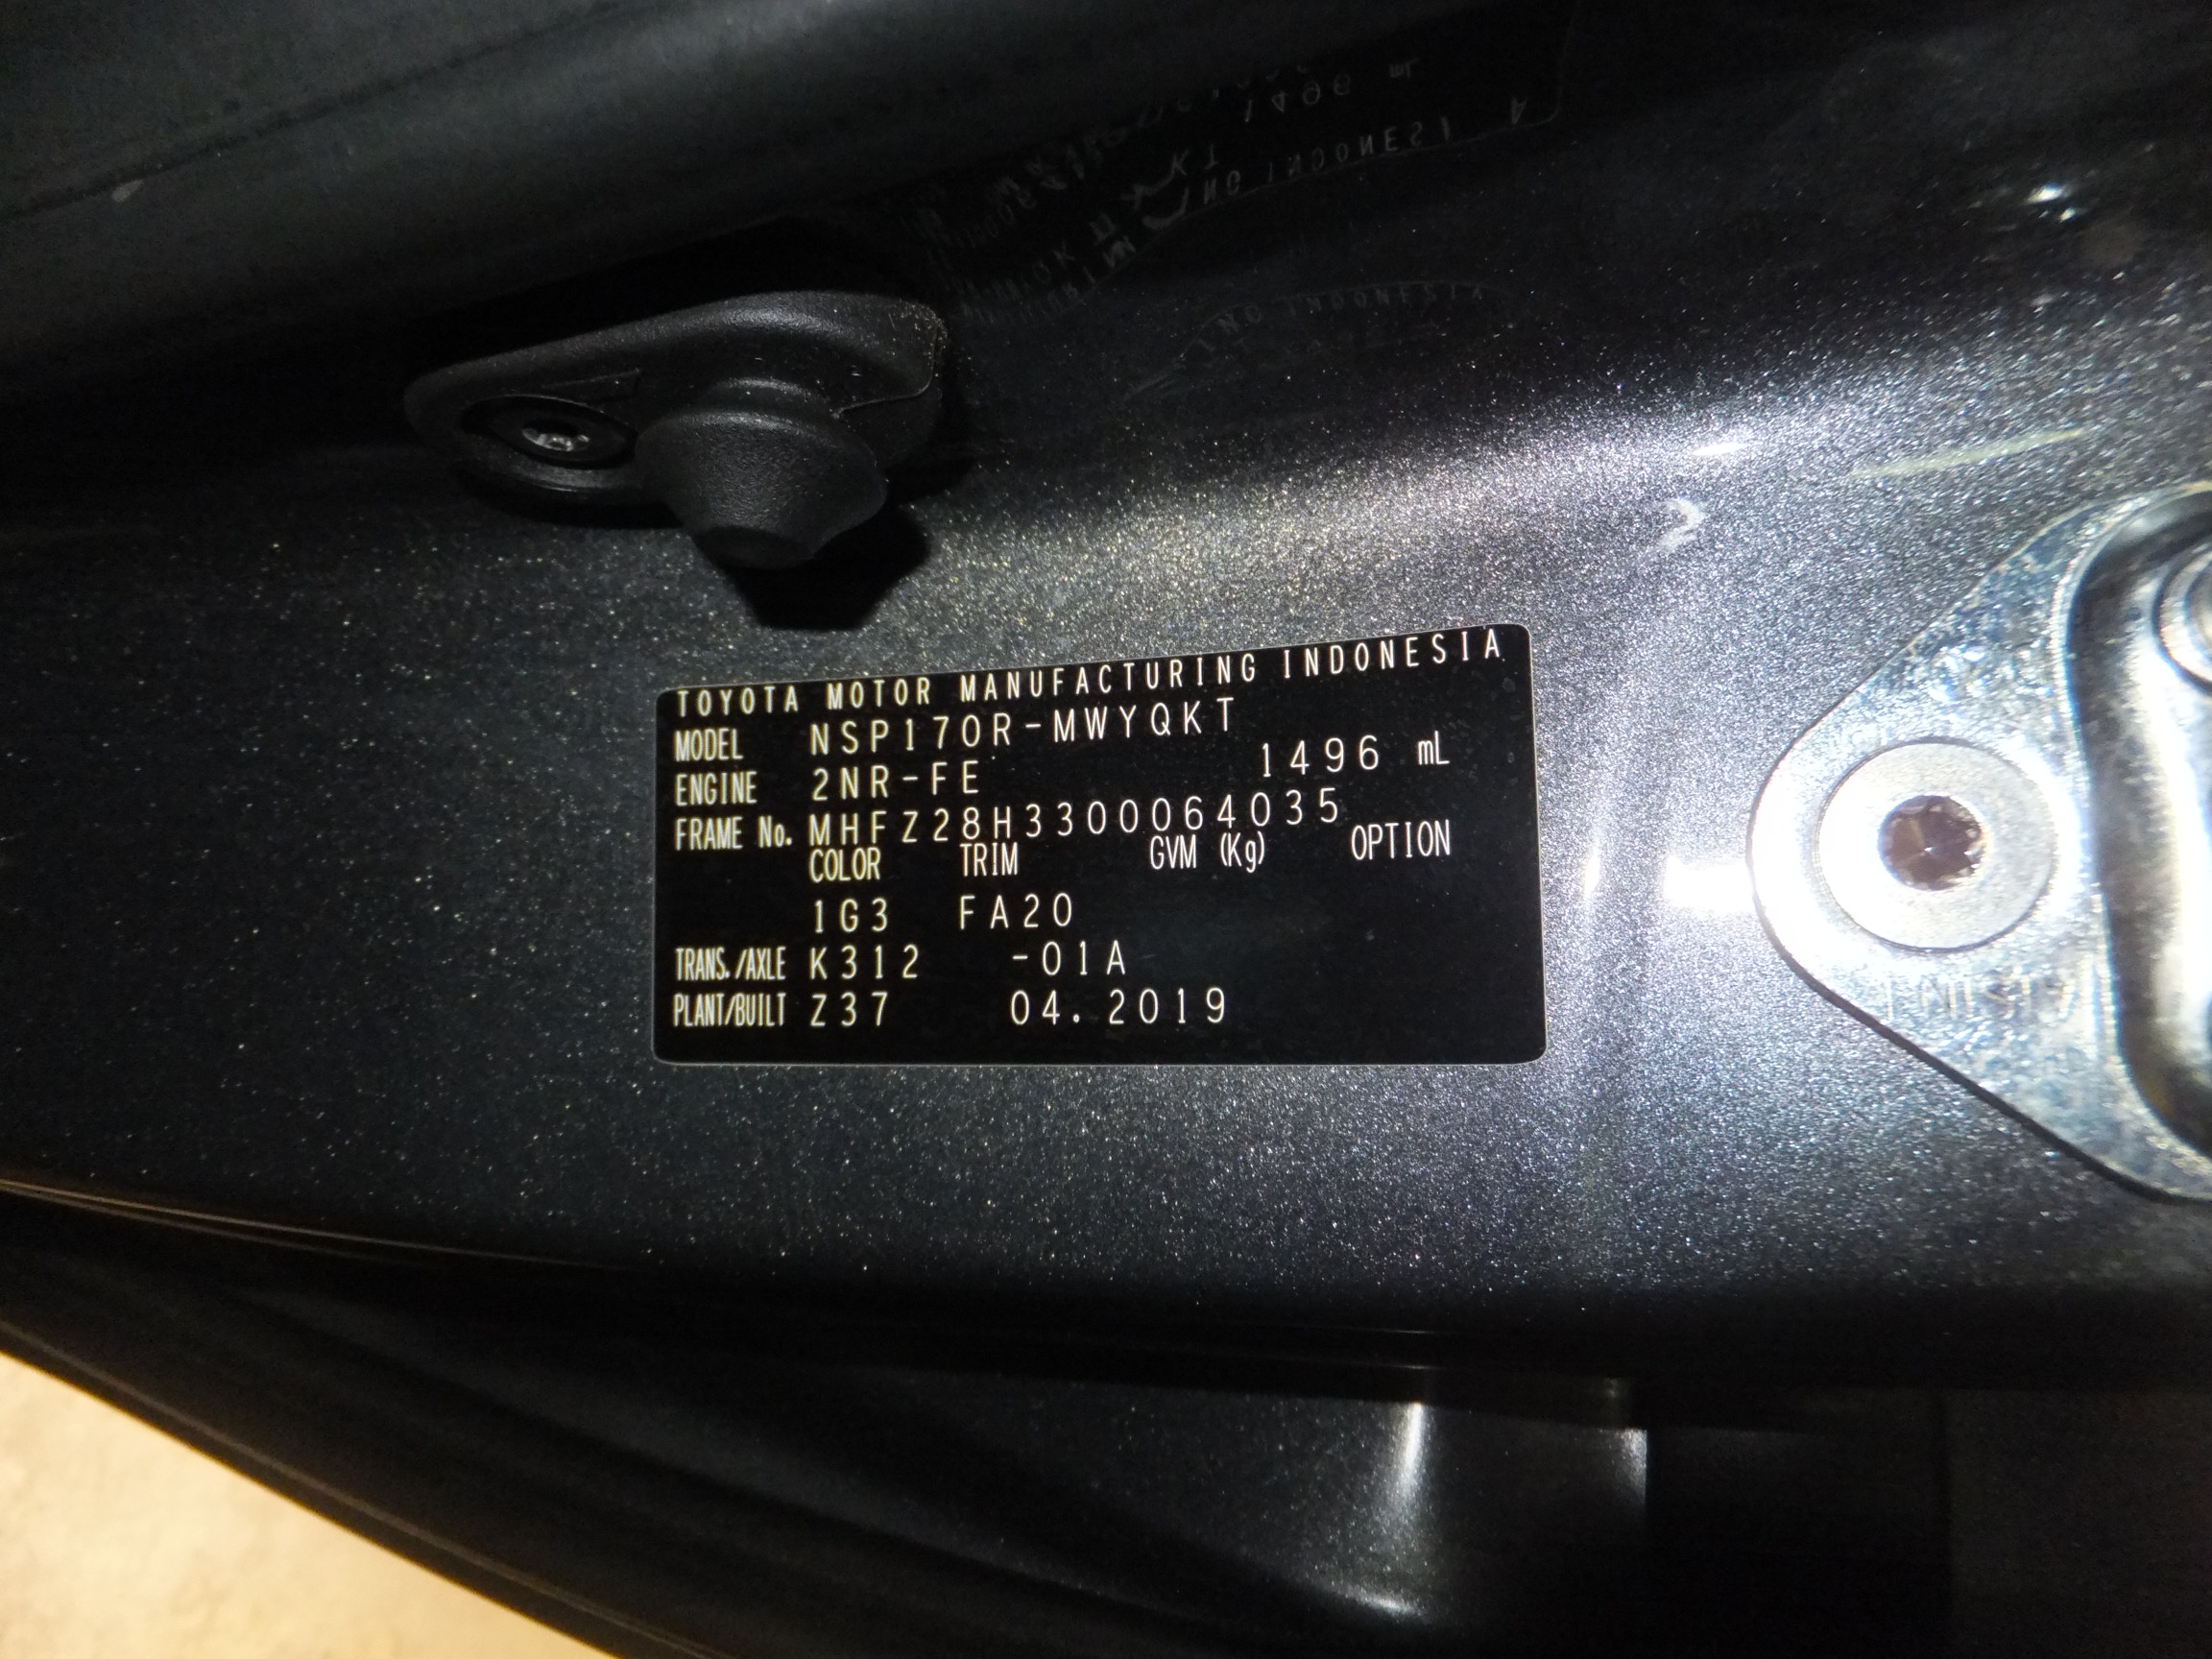 TOYOTA MOTOR MANUFACTURING INDONESIA
MODEL NSP170R-MWYQKT
ENGINE 2NR-FE 1496 mL
FRAME No. MHFZ28H3300064035
COLOR TRIM GVM (Kg) OPTION
1G3 FA20
TRANS./AXLE K312 -01A
PLANT/BUILT Z37 04.2019